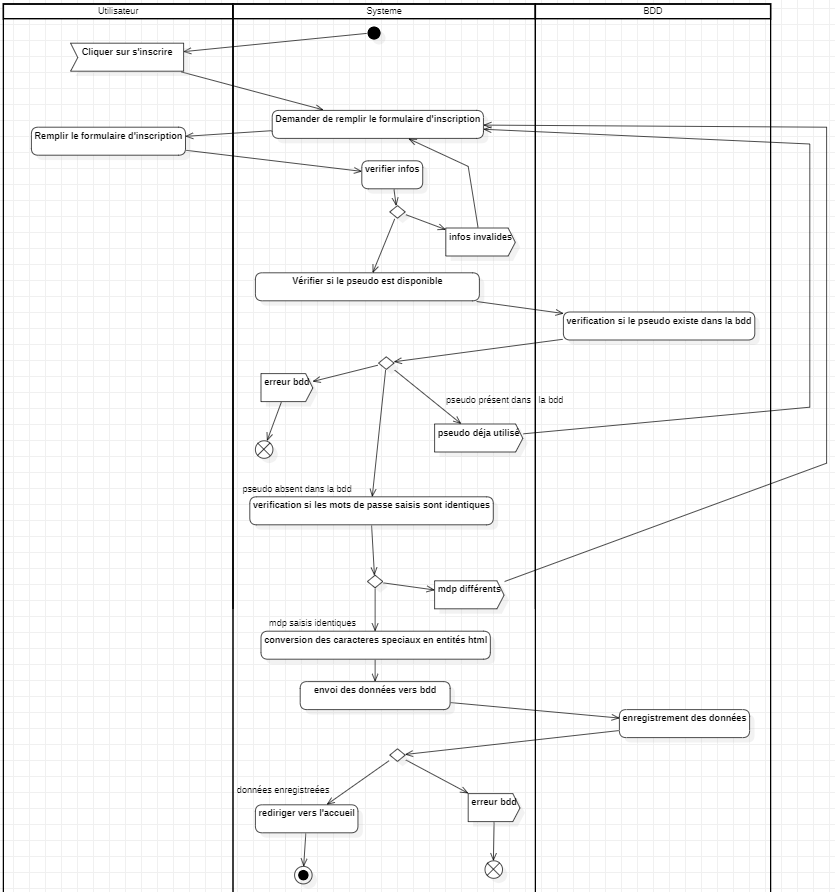 Utilisateur
Systeme
BDD
Cliquer sur s'inscrire
Demander de remplir le formulaire d'inscription
Remplir le formulaire d'inscription
verifier infos
infos invalides
Vérifier si le pseudo est disponible
verification si le pseudo existe dans la bdd
erreur bdd
pseudo présent dans la bdd
pseudo déja utilisé
pseudo absent dans la bdd
verification si les mots de passe saisis sont identiques
mdp différents
mdp saisis identiques
conversion des caracteres speciaux en entités html
envoi des données vers bdd
enregistrement des données
données enregistreées
erreur bdd
rediriger vers l'accueil